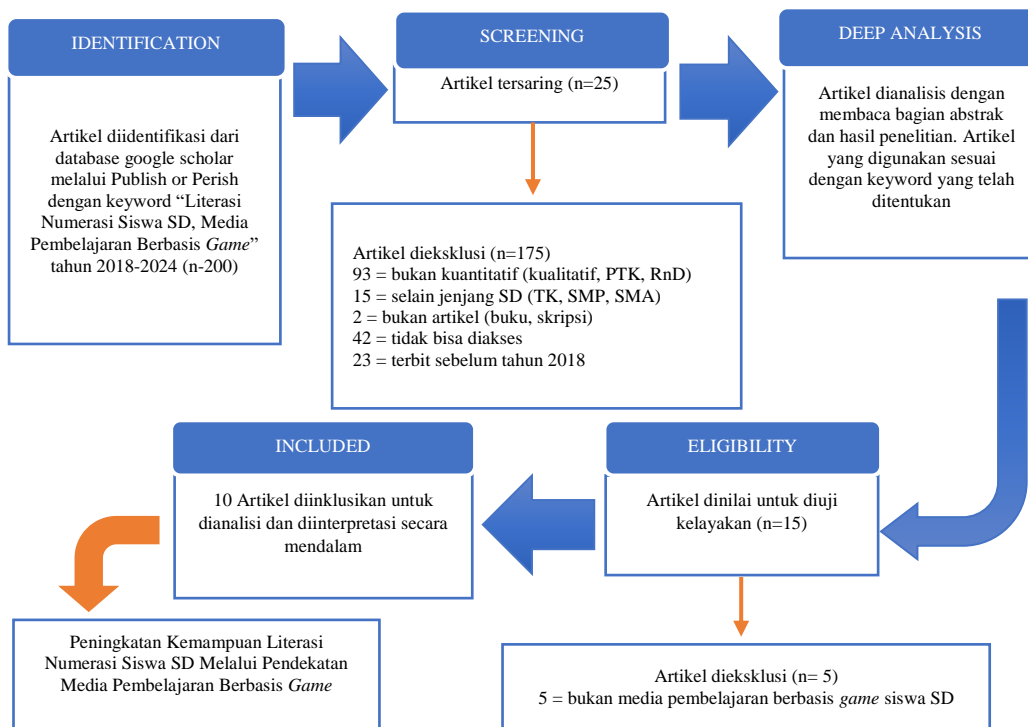 IDENTIFICATION
Artikel diidentifikasi dari
database google scholar
melalui Publish or Perish
dengan keyword “Literasi
Numerasi Siswa SD, Media
Pembelajaran Berbasis Game”
tahun 2018-2024 (n-200)
SCREENING
Artikel tersaring (n=25)
Artikel dieksklusi (n=175)
93 = bukan kuantitatif (kualitatif, PTK, RnD)
15 = selain jenjang SD (TK, SMP, SMA)
2 = bukan artikel (buku, skripsi)
42 = tidak bisa diakses
23 = terbit sebelum tahun 2018
DEEP ANALYSIS
Artikel dianalisis dengan
membaca bagian abstrak
dan hasil penelitian. Artikel
yang digunakan sesuai
dengan keyword yang telah
ditentukan
ELIGIBILITY
Artikel dinilai untuk diuji
kelayakan (n=15)
Artikel dieksklusi (n= 5)
5 = bukan media pembelajaran berbasis game siswa SD
INCLUDED
10 Artikel diinklusikan untuk
dianalisi dan diinterpretasi secara
mendalam
Peningkatan Kemampuan Literasi
Numerasi Siswa SD Melalui Pendekatan
Media Pembelajaran Berbasis Game